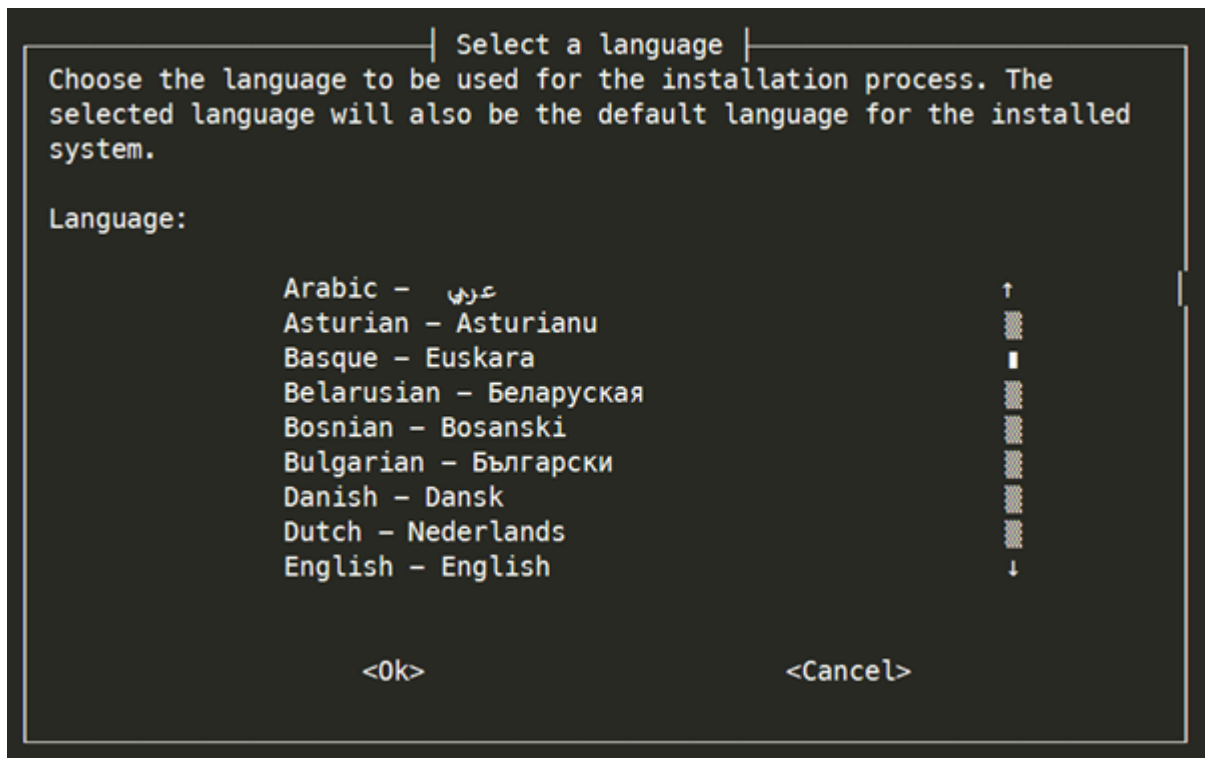 Select a language
Choose the language to be used for the installation process. The
selected language will also be the default language for the installed
system.
Language:
Arabic – عربي
Asturian – Asturianu
Basque – Euskara
Belarusian – Беларуская
Bosnian – Bosanski
Bulgarian – Български
Danish – Dansk
Dutch – Nederlands
English – English
<Ok> <Cancel>